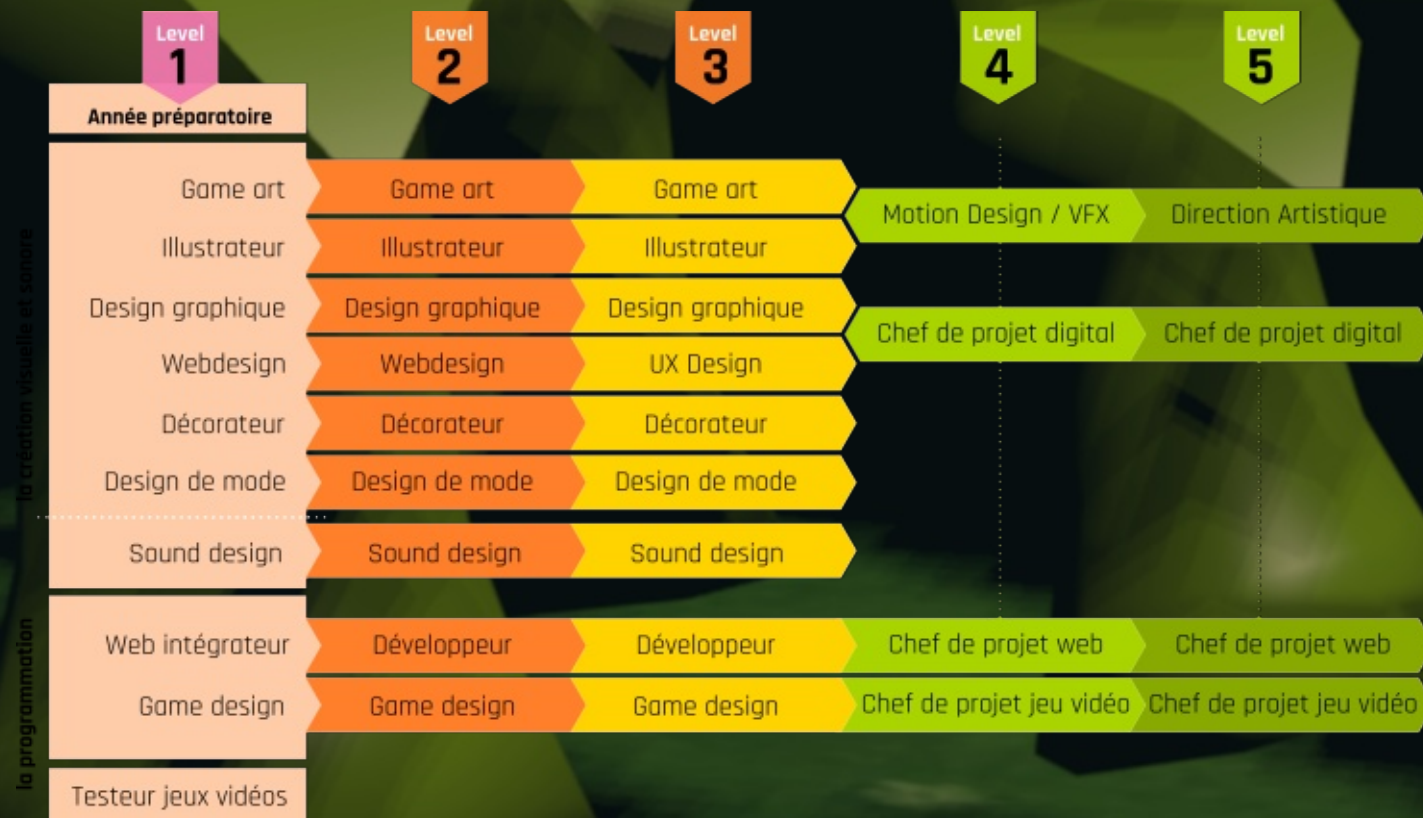 Level Level Level Level Level
1 2 3 4 5
Année préparatoire
la création visuelle et sonore
Game art Game art Game art
Motion Design / VFX Direction Artistique
Illustrateur Illustrateur Illustrateur
Design graphique Design graphique Design graphique
Chef de projet digital Chef de projet digital
Webdesign Webdesign UX Design
Décorateur Décorateur Décorateur
Design de mode Design de mode Design de mode
Sound design Sound design Sound design
la programmation
Web intégrateur Développeur Développeur Chef de projet web Chef de projet web
Game design Game design Game design Chef de projet jeu vidéo Chef de projet jeu vidéo
Testeur jeux vidéos